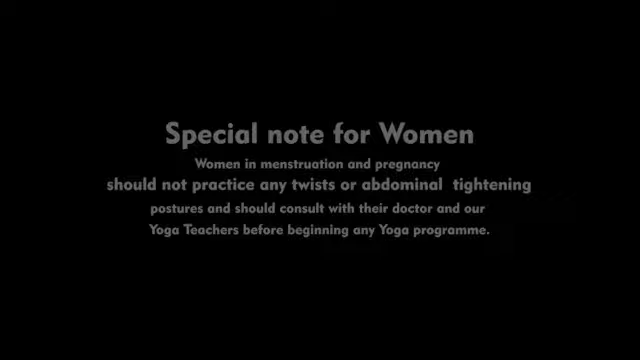 Special note for Women
Women in menstruation and pregnancy
should not practice any twists or abdominal tightening
postures and should consult with their doctor and our
Yoga Teachers before beginning any Yoga programme.